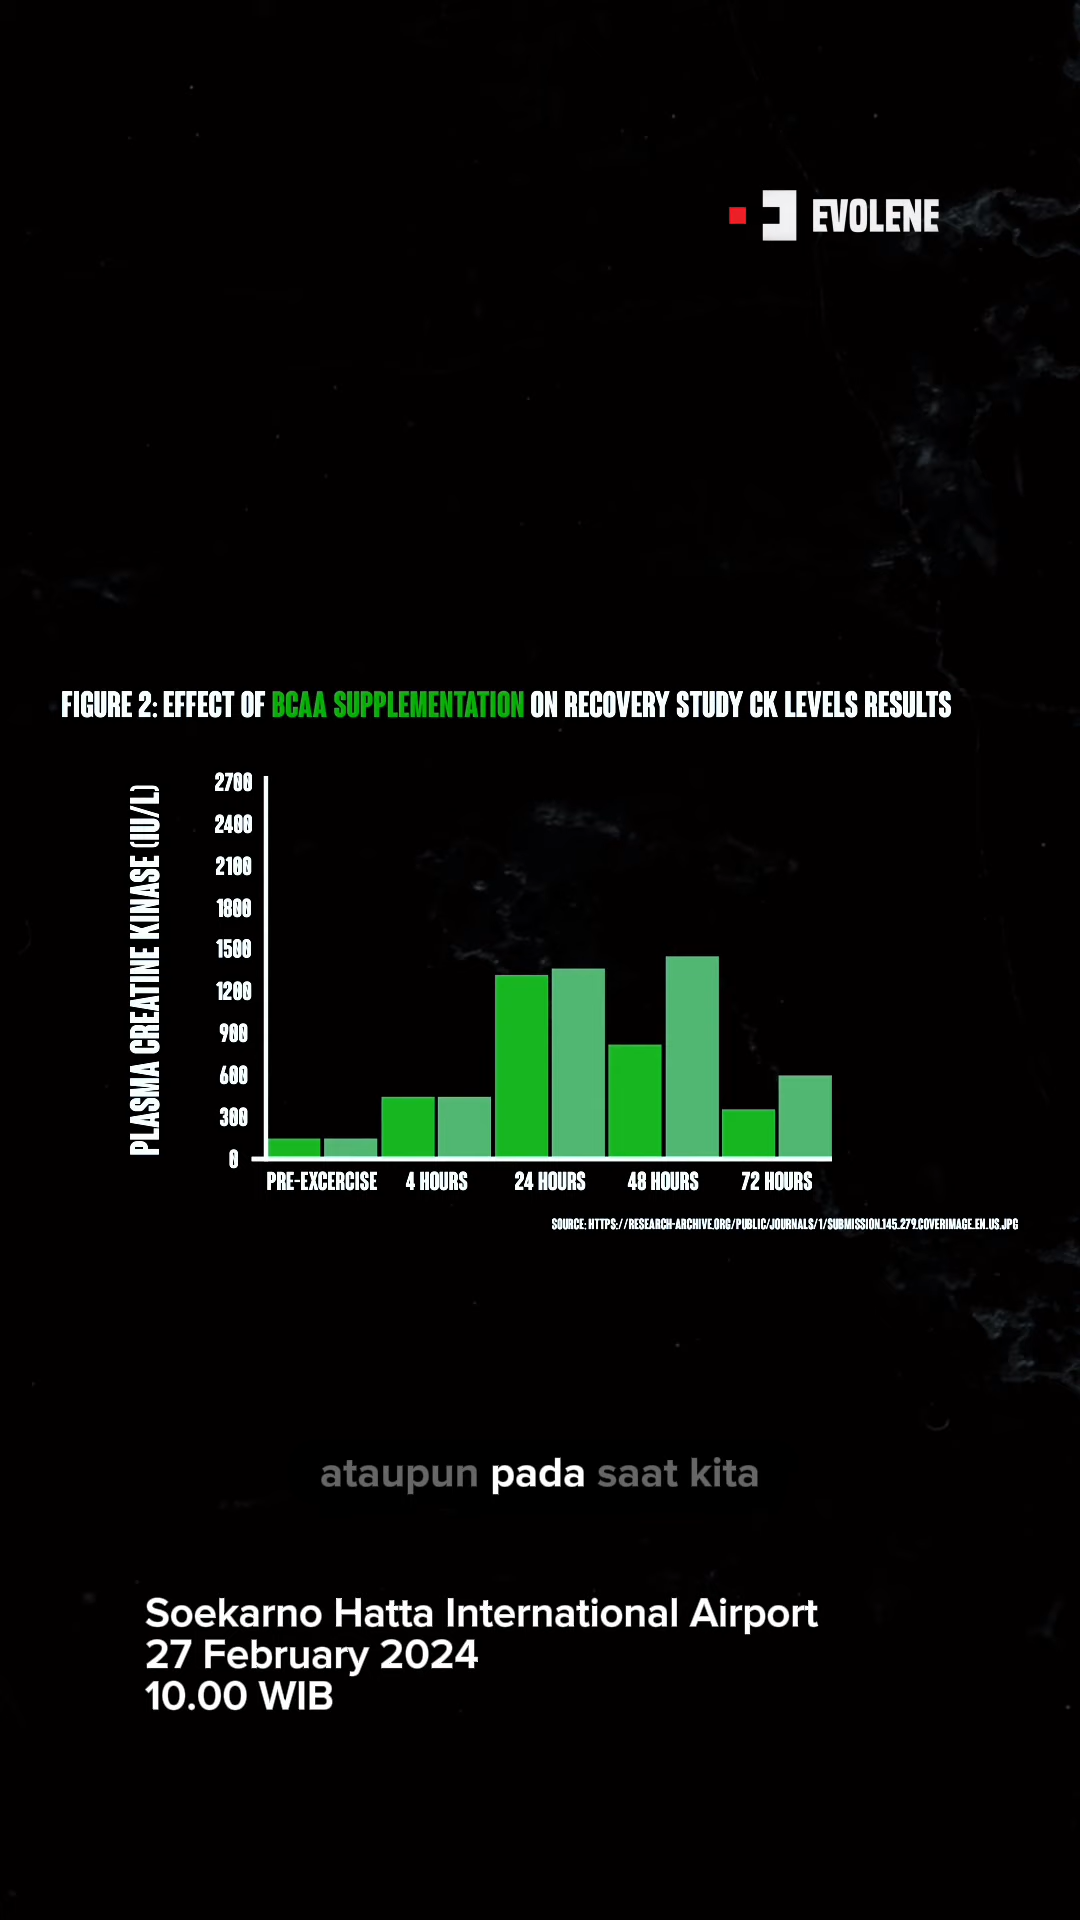 EVOLENE
FIGURE 2: EFFECT OF BCAA SUPPLEMENTATION ON RECOVERY STUDY CK LEVELS RESULTS
PLASMA CREATINE KINASE (IU/L)
2700
2400
2100
1800
1500
1200
900
600
300
0
PRE-EXCERCISE 4 HOURS 24 HOURS 48 HOURS 72 HOURS
SOURCE: HTTPS://RESEARCH-ARCHIVE.ORG/PUBLIC/JOURNALS/1/SUBMISSION.145.279.COVERIMAGE.EN.US.JPG
ataupun pada saat kita
Soekarno Hatta International Airport
27 February 2024
10.00 WIB